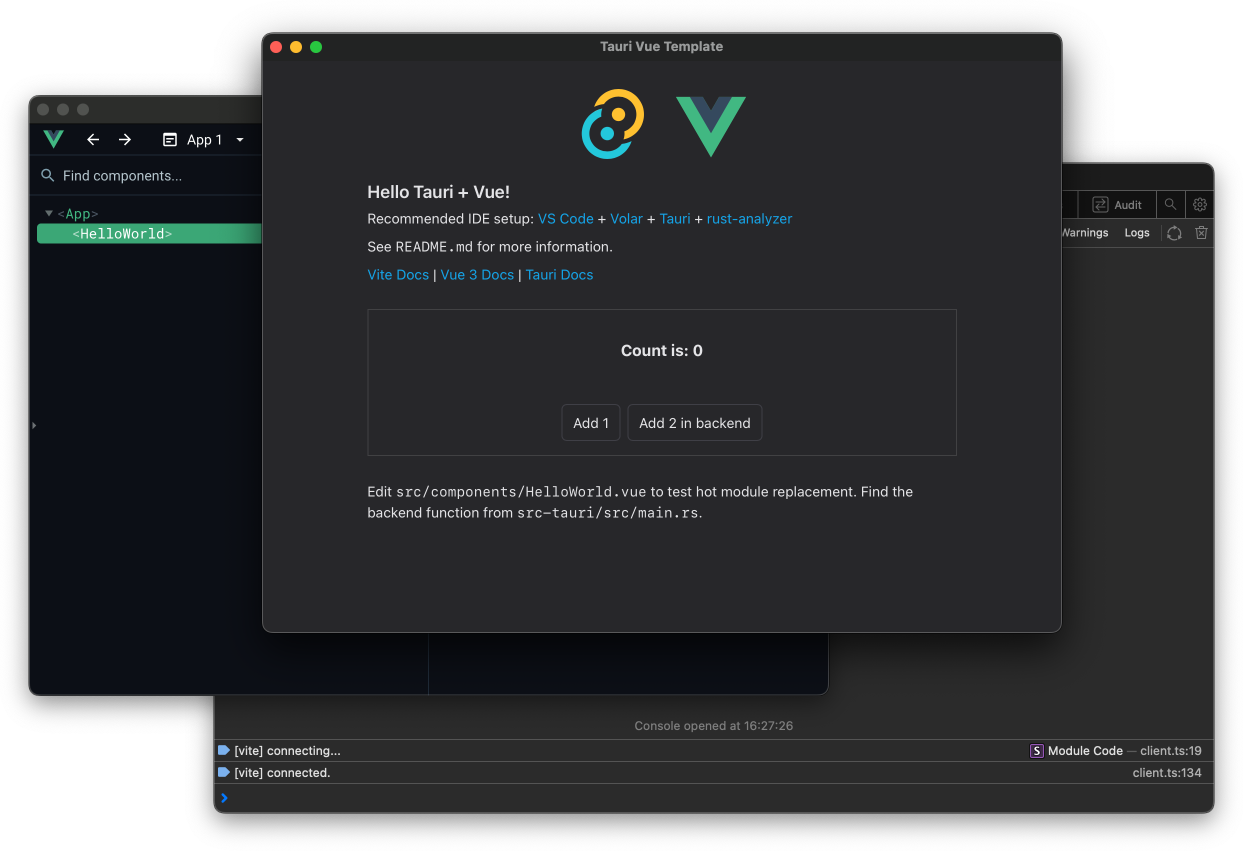 Tauri Vue Template
Hello Tauri + Vue!
Recommended IDE setup: VS Code + Volar + Tauri + rust-analyzer
See README.md for more information.
Vite Docs | Vue 3 Docs | Tauri Docs
Count is: 0
Add 1 Add 2 in backend
Edit src/components/HelloWorld.vue to test hot module replacement. Find the
backend function from src-tauri/src/main.rs.
App 1
Find components...
<App>
<HelloWorld>
Audit
Warnings Logs
Console opened at 16:27:26
[vite] connecting... S Module Code — client.ts:19
[vite] connected. client.ts:134